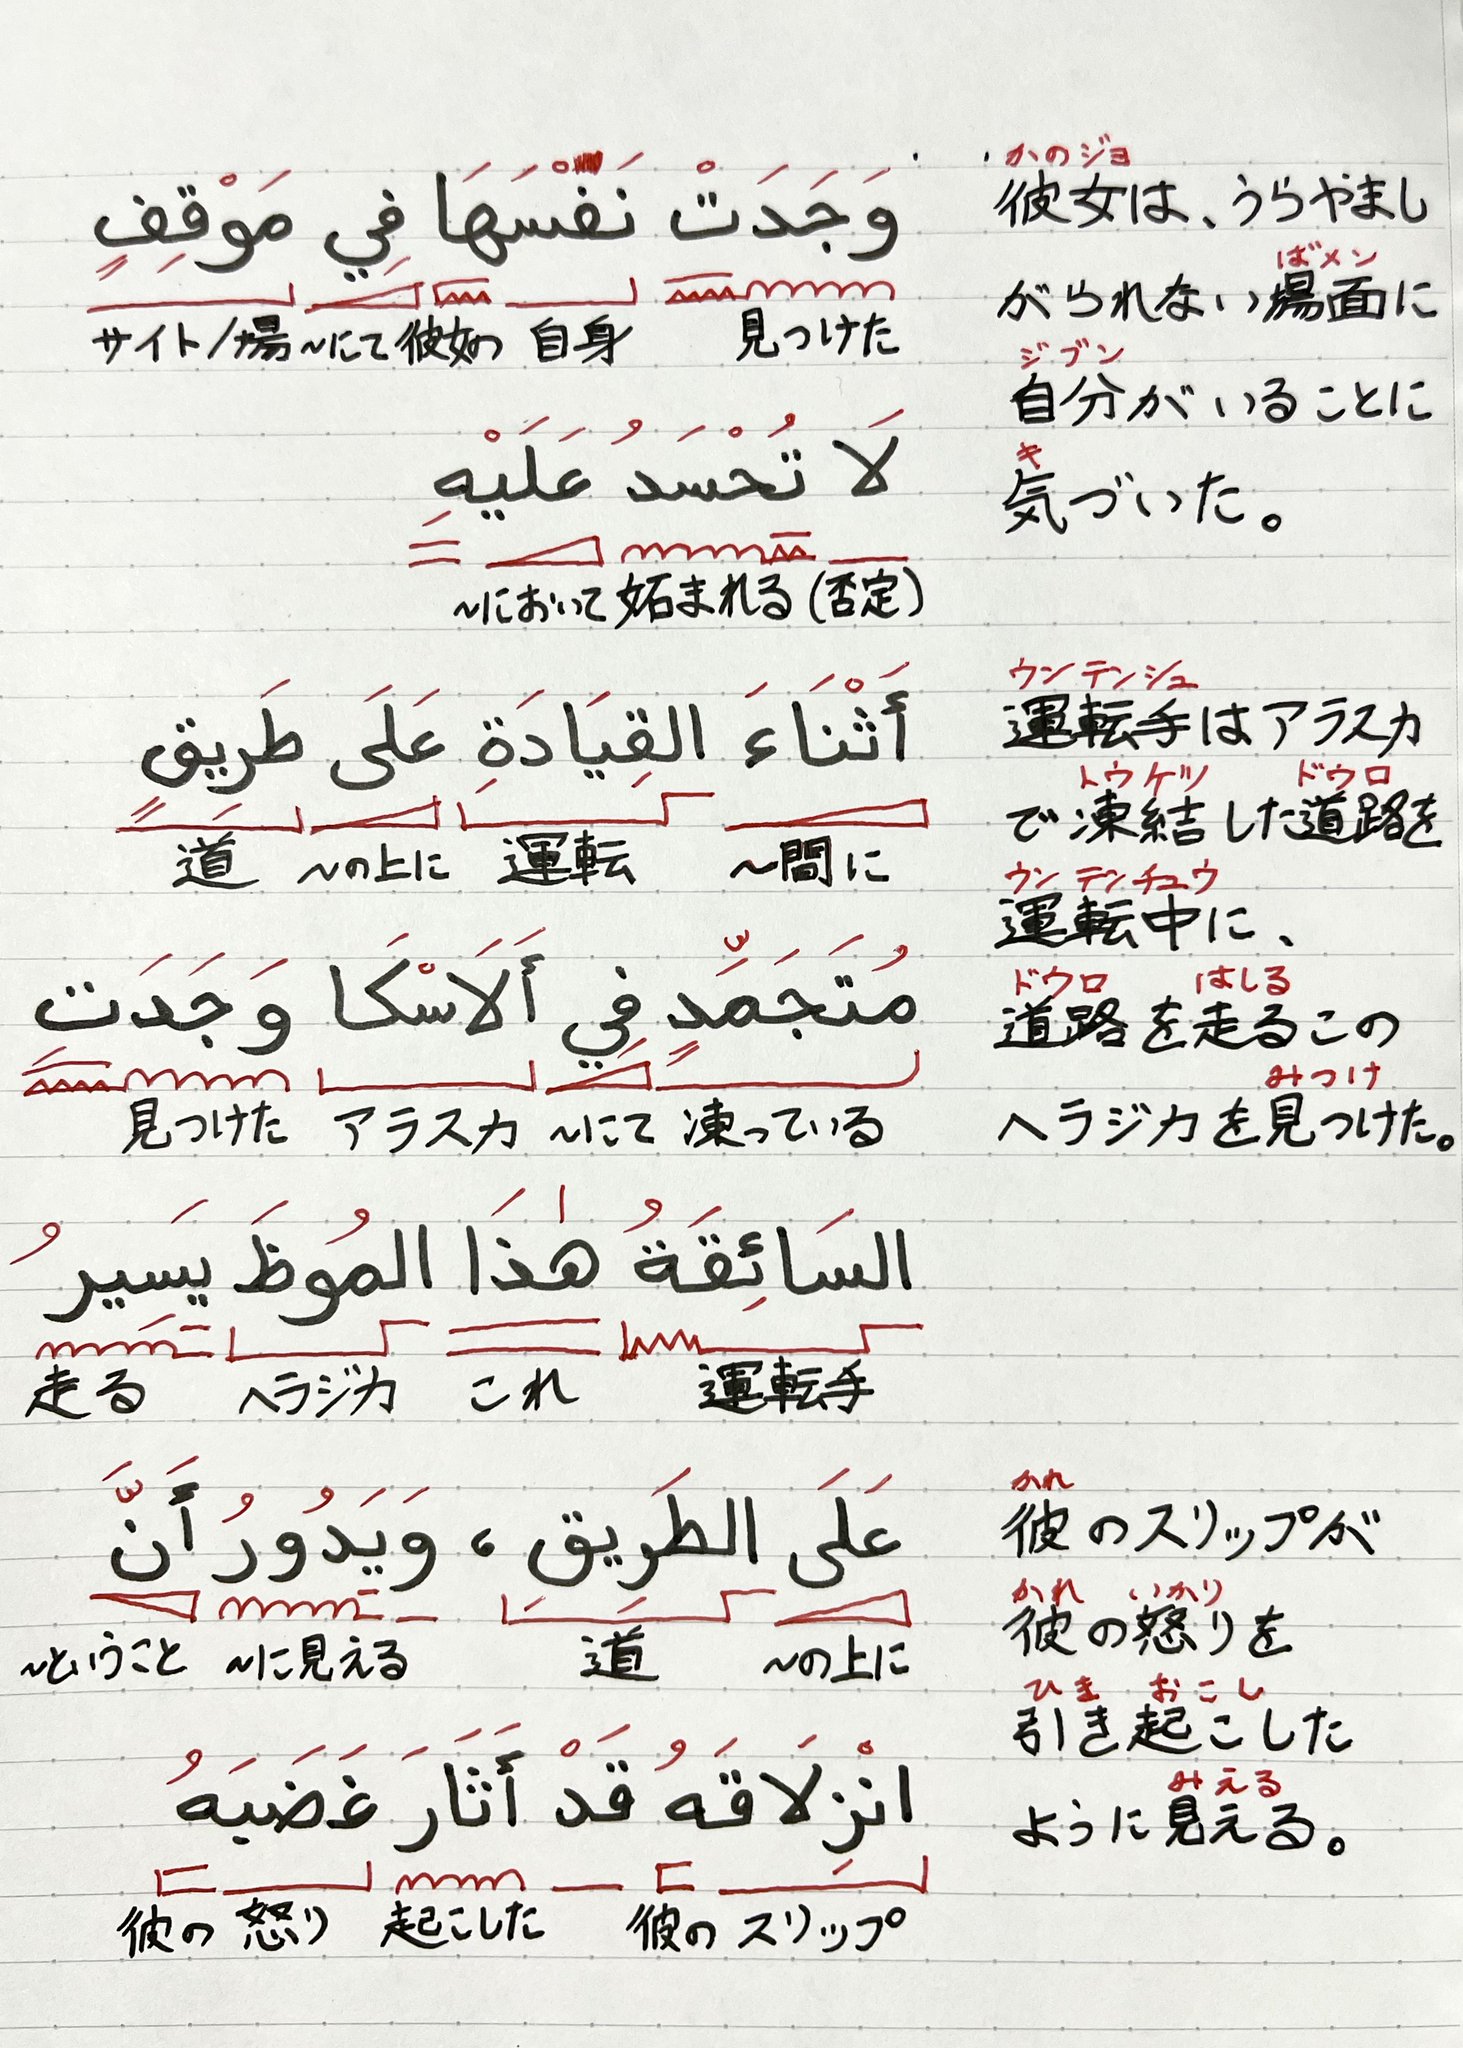 وَجَدَتْ نَفْسَهَا فِي مَوْقِفٍ
見つけた 自身 彼女の ～にて サイト/場
لَا تُحْسَدُ عَلَيْهِ
(否定) 妬まれる ～において
أَثْنَاءَ القِيَادَةِ عَلَى طَرِيقٍ
～間に 運転 ～の上に 道
مُتَجَمِّدٍ فِي أَلَاسْكَا وَجَدَتِ
凍っている ～にて アラスカ 見つけた
السَائِقَةُ هٰذَا المُوظَ يَسِيرُ
運転手 これ ヘラジカ 走る
عَلَى الطَرِيقِ، وَيَدُورُ أَنَّ
～の上に 道 ～に見える ～ということ
انْزِلَاقَهُ قَدْ أَثَارَ غَضَبَهُ
彼のスリップ 起こした 彼の怒り
かのジョ
彼女は、うらやまし
ばメン
がられない場面に
ジブン
自分がいることに
キ
気づいた。
ウンテンシュ
運転手はアラスカ
トウケツ ドウロ
で凍結した道路を
ウンテンチュウ
運転中に、
ドウロ はしる
道路を走るこの
みつけ
ヘラジカを見つけた。
かれ
彼のスリップが
かれ いかり
彼の怒りを
ひき おこし
引き起こした
みえる
ように見える。